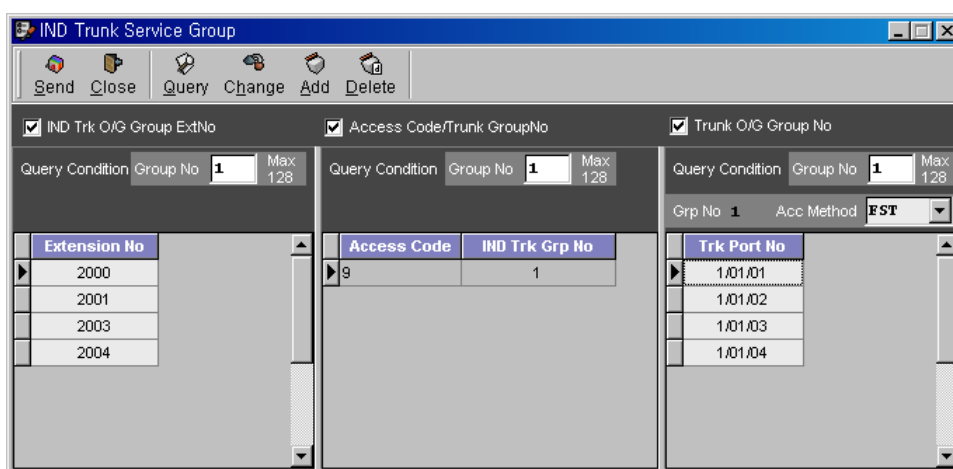 IND Trunk Service Group
Send Close Query Change Add Delete
IND Trk O/G Group ExtNo
Query Condition Group No 1 Max 128
Extension No
2000
2001
2003
2004
Access Code/Trunk GroupNo
Query Condition Group No 1 Max 128
Access Code IND Trk Grp No
9 1
Trunk O/G Group No
Query Condition Group No 1 Max 128
Grp No 1 Acc Method FST
Trk Port No
1/01/01
1/01/02
1/01/03
1/01/04